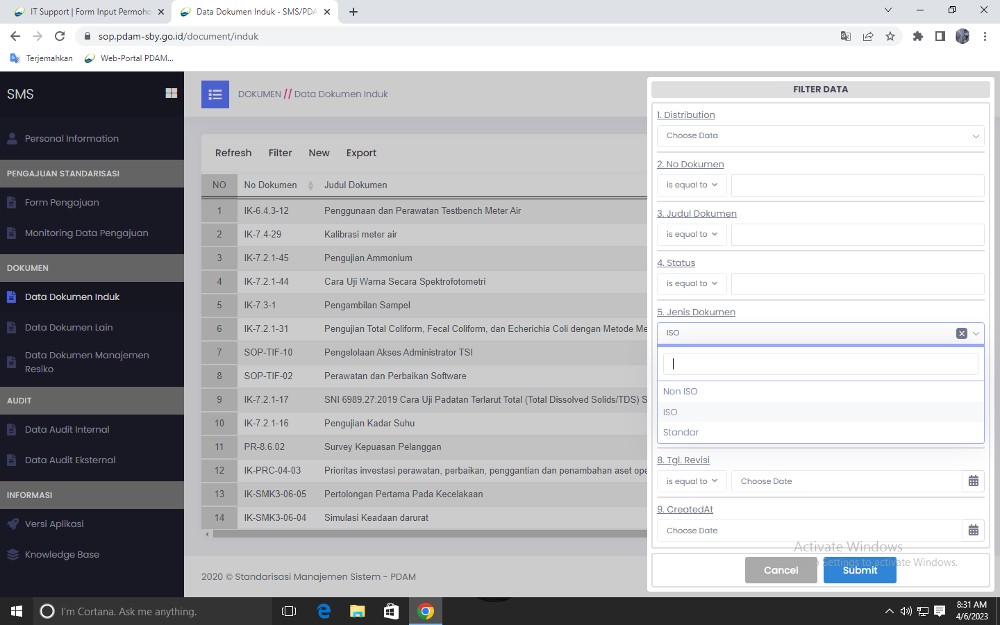 IT Support | Form Input Permoho
Data Dokumen Induk - SMS/PDA
sop.pdam-sby.go.id/document/induk
Terjemahkan
Web-Portal PDAM...
SMS
Personal Information
PENGAJUAN STANDARISASI
Form Pengajuan
Monitoring Data Pengajuan
DOKUMEN
Data Dokumen Induk
Data Dokumen Lain
Data Dokumen Manajemen
Resiko
AUDIT
Data Audit Internal
Data Audit Eksternal
INFORMASI
Versi Aplikasi
Knowledge Base
DOKUMEN // Data Dokumen Induk
Refresh Filter New Export
NO No Dokumen Judul Dokumen
1 IK-6.4.3-12 Penggunaan dan Perawatan Testbench Meter Air
2 IK-7.4-29 Kalibrasi meter air
3 IK-7.2.1-45 Pengujian Ammonium
4 IK-7.2.1-44 Cara Uji Warna Secara Spektrofotometri
5 IK-7.3-1 Pengambilan Sampel
6 IK-7.2.1-31 Pengujian Total Coliform, Fecal Coliform, dan Echerichia Coli dengan Metode Me
7 SOP-TIF-10 Pengelolaan Akses Administrator TSI
8 SOP-TIF-02 Perawatan dan Perbaikan Software
9 IK-7.2.1-17 SNI 6989.27:2019 Cara Uji Padatan Terlarut Total (Total Dissolved Solids/TDS) S
10 IK-7.2.1-16 Pengujian Kadar Suhu
11 PR-8.6.02 Survey Kepuasan Pelanggan
12 IK-PRC-04-03 Prioritas investasi perawatan, perbaikan, penggantian dan penambahan aset ope
13 IK-SMK3-06-05 Pertolongan Pertama Pada Kecelakaan
14 IK-SMK3-06-04 Simulasi Keadaan darurat
2020 © Standarisasi Manajemen Sistem - PDAM
FILTER DATA
1. Distribution
Choose Data
2. No Dokumen
is equal to
3. Judul Dokumen
is equal to
4. Status
is equal to
5. Jenis Dokumen
ISO
Non ISO
ISO
Standar
8. Tgl. Revisi
is equal to Choose Date
9. CreatedAt
Choose Date
Activate Windows
Settings to activate Windows.
Cancel Submit
I'm Cortana. Ask me anything.
8:31 AM
4/6/2023